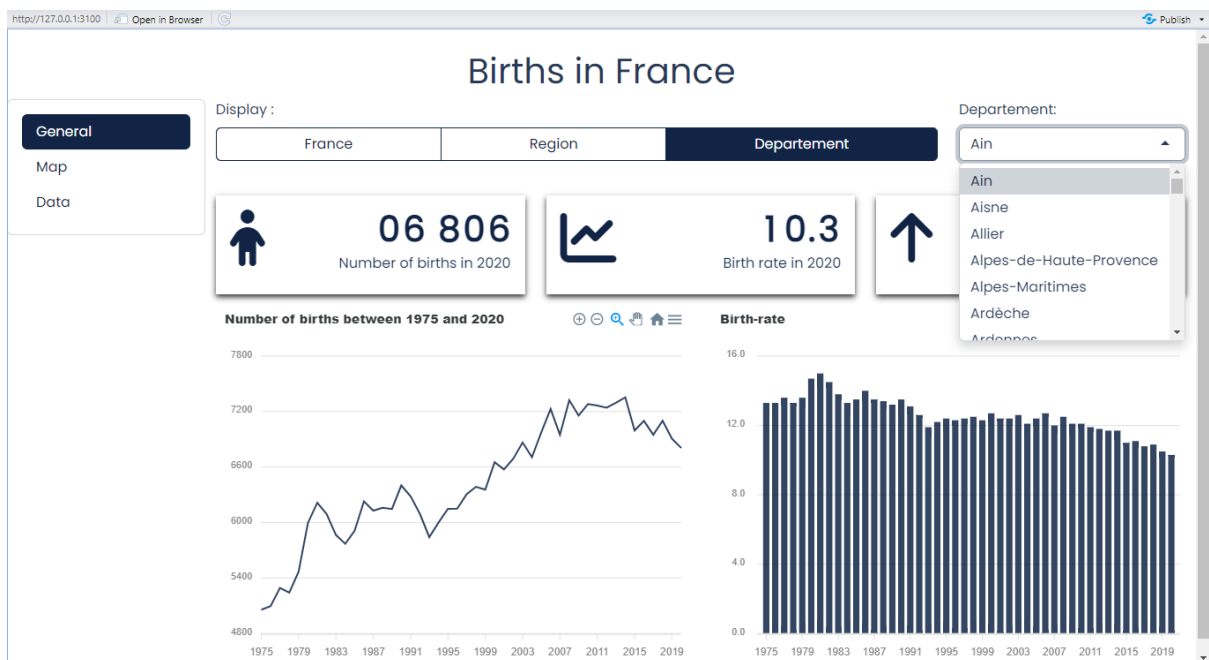 http://127.0.0.1:3100 Open in Browser Publish
Births in France
General
Map
Data
Display :
France Region Departement
Departement:
Ain
Ain
Aisne
Allier
Alpes-de-Haute-Provence
Alpes-Maritimes
Ardèche
Ardennes
06 806
Number of births in 2020
10.3
Birth rate in 2020
Number of births between 1975 and 2020
7800
7200
6600
6000
5400
4800
1975 1979 1983 1987 1991 1995 1999 2003 2007 2011 2015 2019
Birth-rate
16.0
12.0
8.0
4.0
0.0
1975 1979 1983 1987 1991 1995 1999 2003 2007 2011 2015 2019